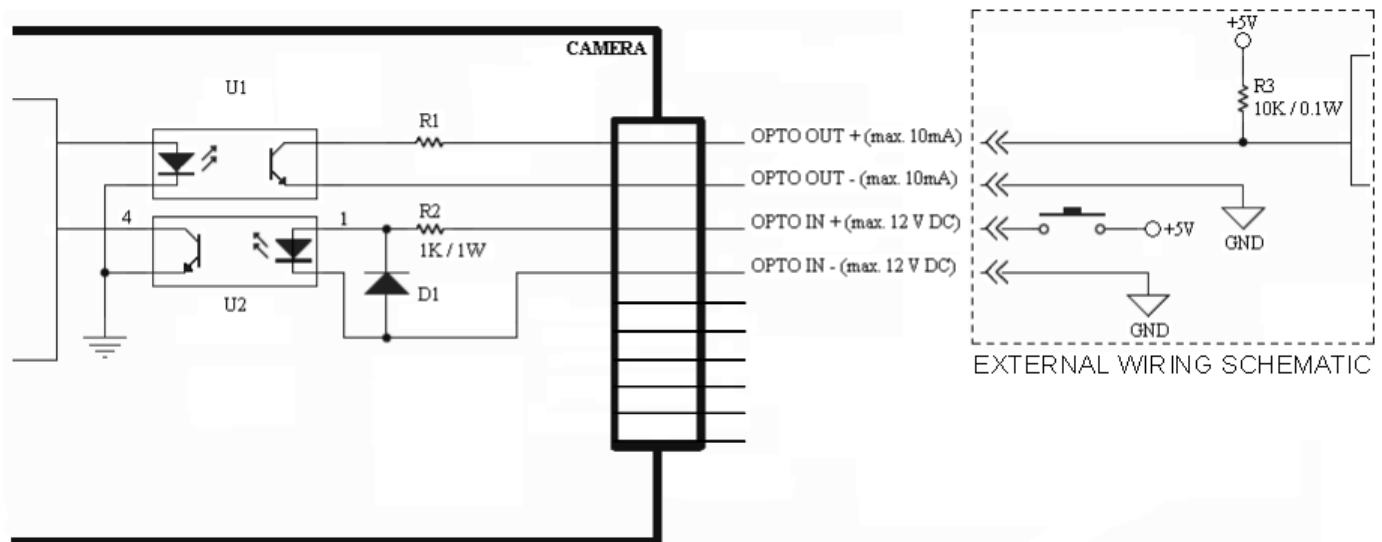 CAMERA
U1
R1
4
1
R2
1K / 1W
U2
D1
OPTO OUT + (max. 10mA)
OPTO OUT - (max. 10mA)
OPTO IN + (max. 12 V DC)
OPTO IN - (max. 12 V DC)
+5V
R3
10K / 0.1W
GND
+5V
GND
EXTERNAL WIRING SCHEMATIC